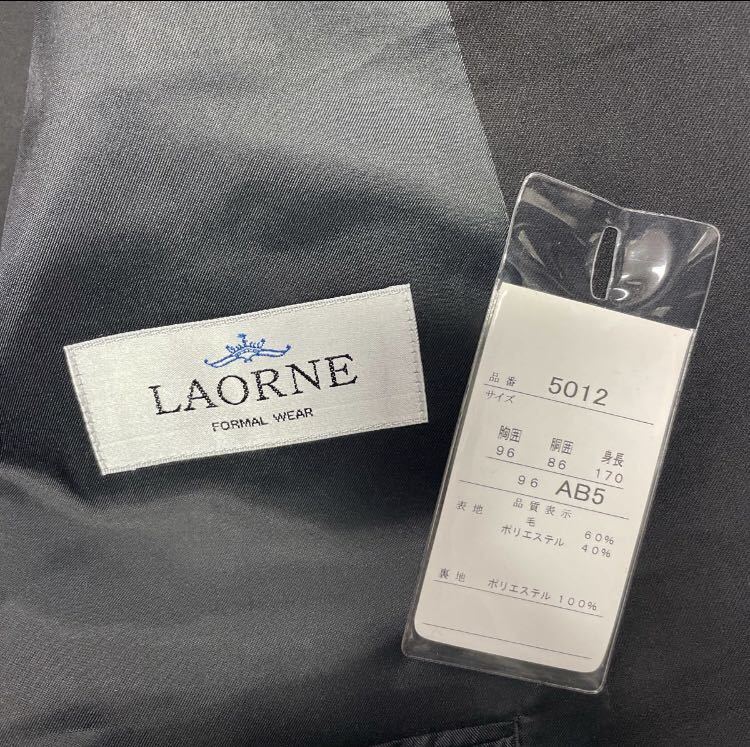 LAORNE
FORMAL WEAR
品番 5012
サイズ
胸囲 胴囲 身長
96 86 170
96 AB5
品質表示
表地 毛 60%
ポリエステル 40%
裏地 ポリエステル 100%